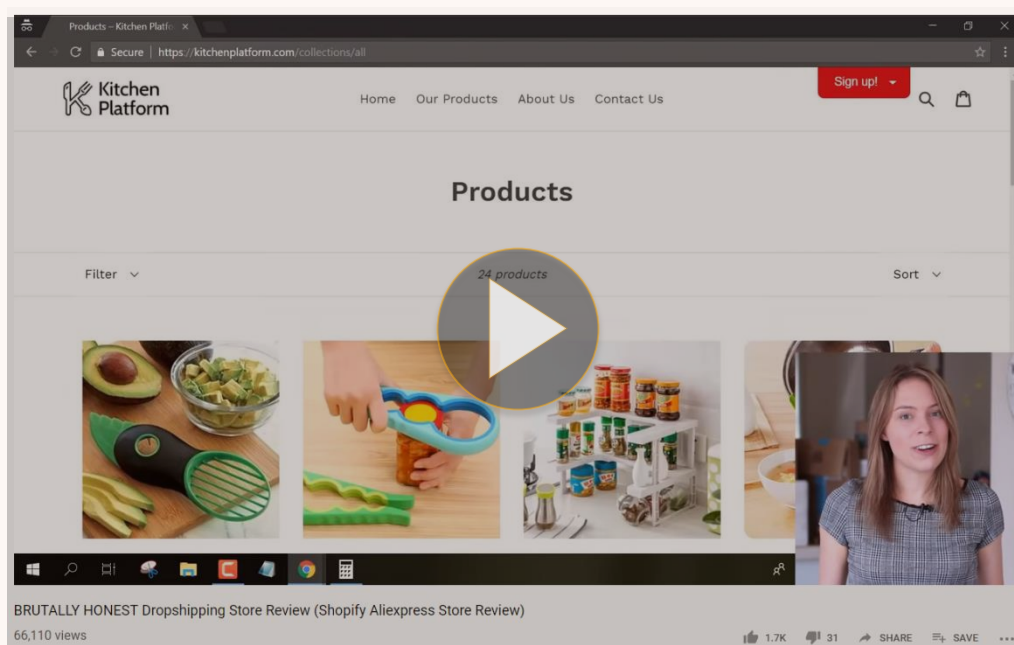 Products – Kitchen Platfo
Secure | https://kitchenplatform.com/collections/all
Kitchen
Platform
Home Our Products About Us Contact Us
Sign up!
Products
Filter
24 products
Sort
BRUTALLY HONEST Dropshipping Store Review (Shopify Aliexpress Store Review)
66,110 views
1.7K 31 SHARE SAVE